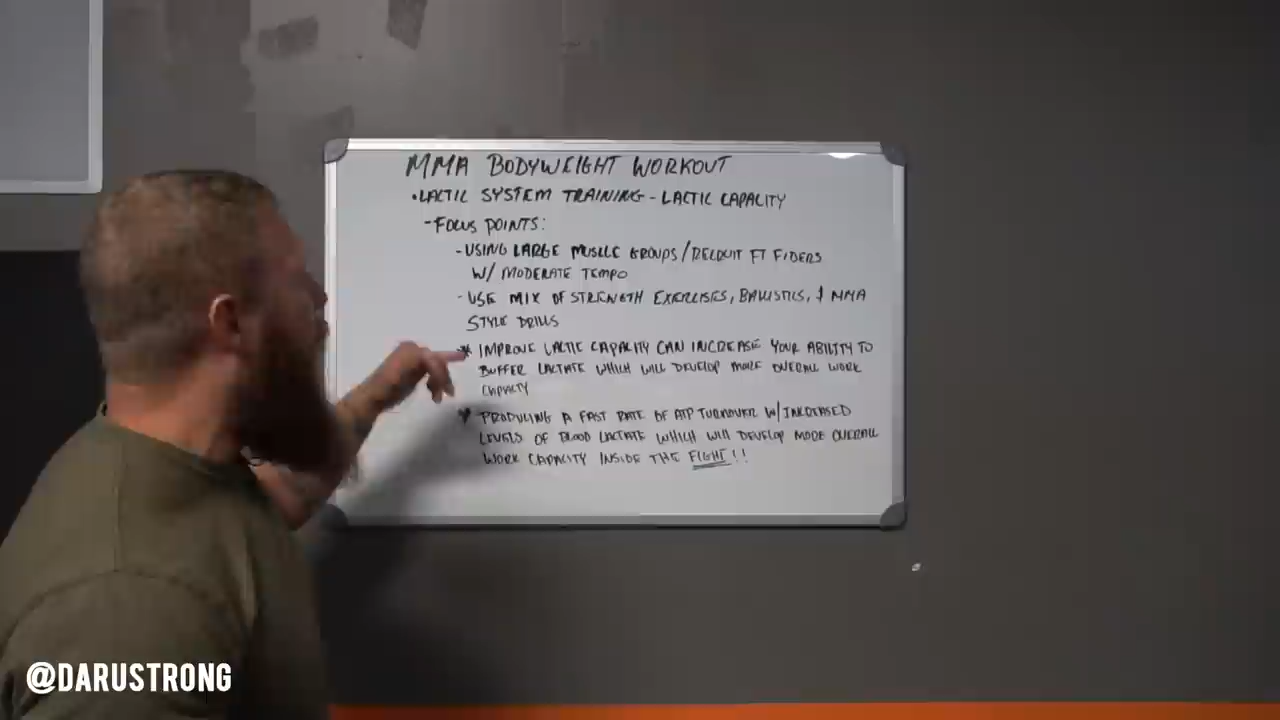 MMA BODYWEIGHT WORKOUT
• LACTIC SYSTEM TRAINING - LACTIC CAPACITY
- FOCUS POINTS:
- USING LARGE MUSCLE GROUPS / RECRUIT FT FIBERS
W/ MODERATE TEMPO
- USE MIX OF STRENGTH EXERCISES, BALLISTICS, & MMA
STYLE DRILLS
* IMPROVE LACTIC CAPACITY CAN INCREASE YOUR ABILITY TO
BUFFER LACTATE WHICH WILL DEVELOP MORE OVERALL WORK
CAPACITY
* PRODUCING A FAST RATE OF ATP TURNOVER W/ INCREASED
LEVELS OF BLOOD LACTATE WHICH WILL DEVELOP MORE OVERALL
WORK CAPACITY INSIDE THE FIGHT!!
@DARUSTRONG